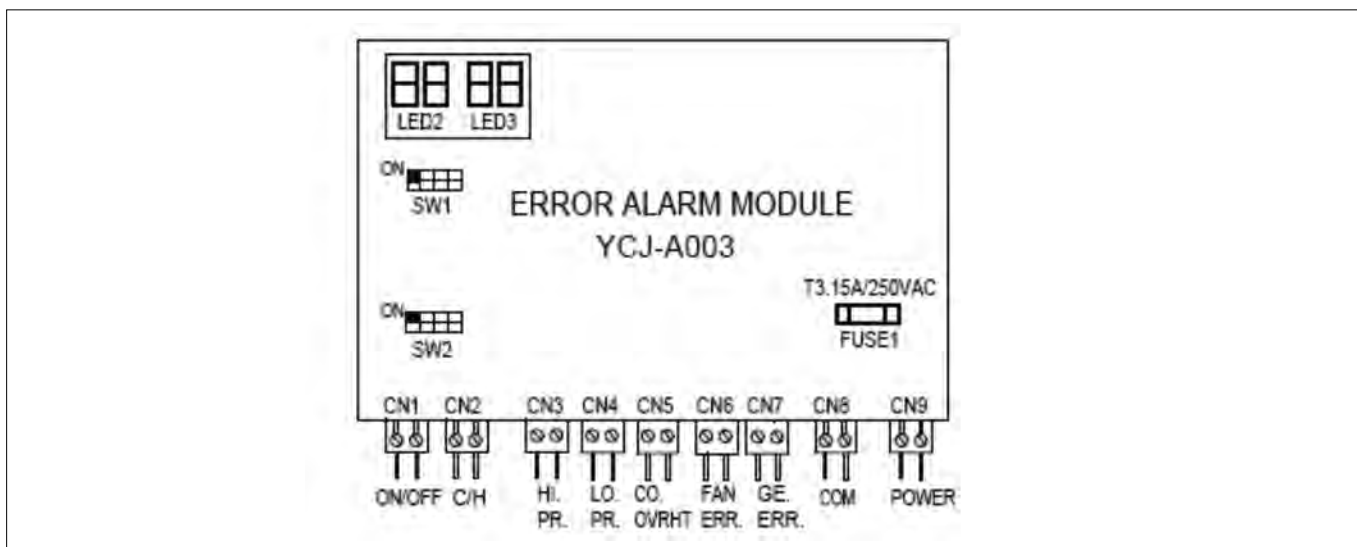 88 88
LED2 LED3
ON
SW1
ERROR ALARM MODULE
YCJ-A003
T3.15A/250VAC
FUSE1
ON
SW2
CN1 CN2 CN3 CN4 CN5 CN6 CN7 CN8 CN9
ON/OFF C/H HI. PR. LO. PR. CO. OVRHT FAN ERR. GE. ERR. COM POWER